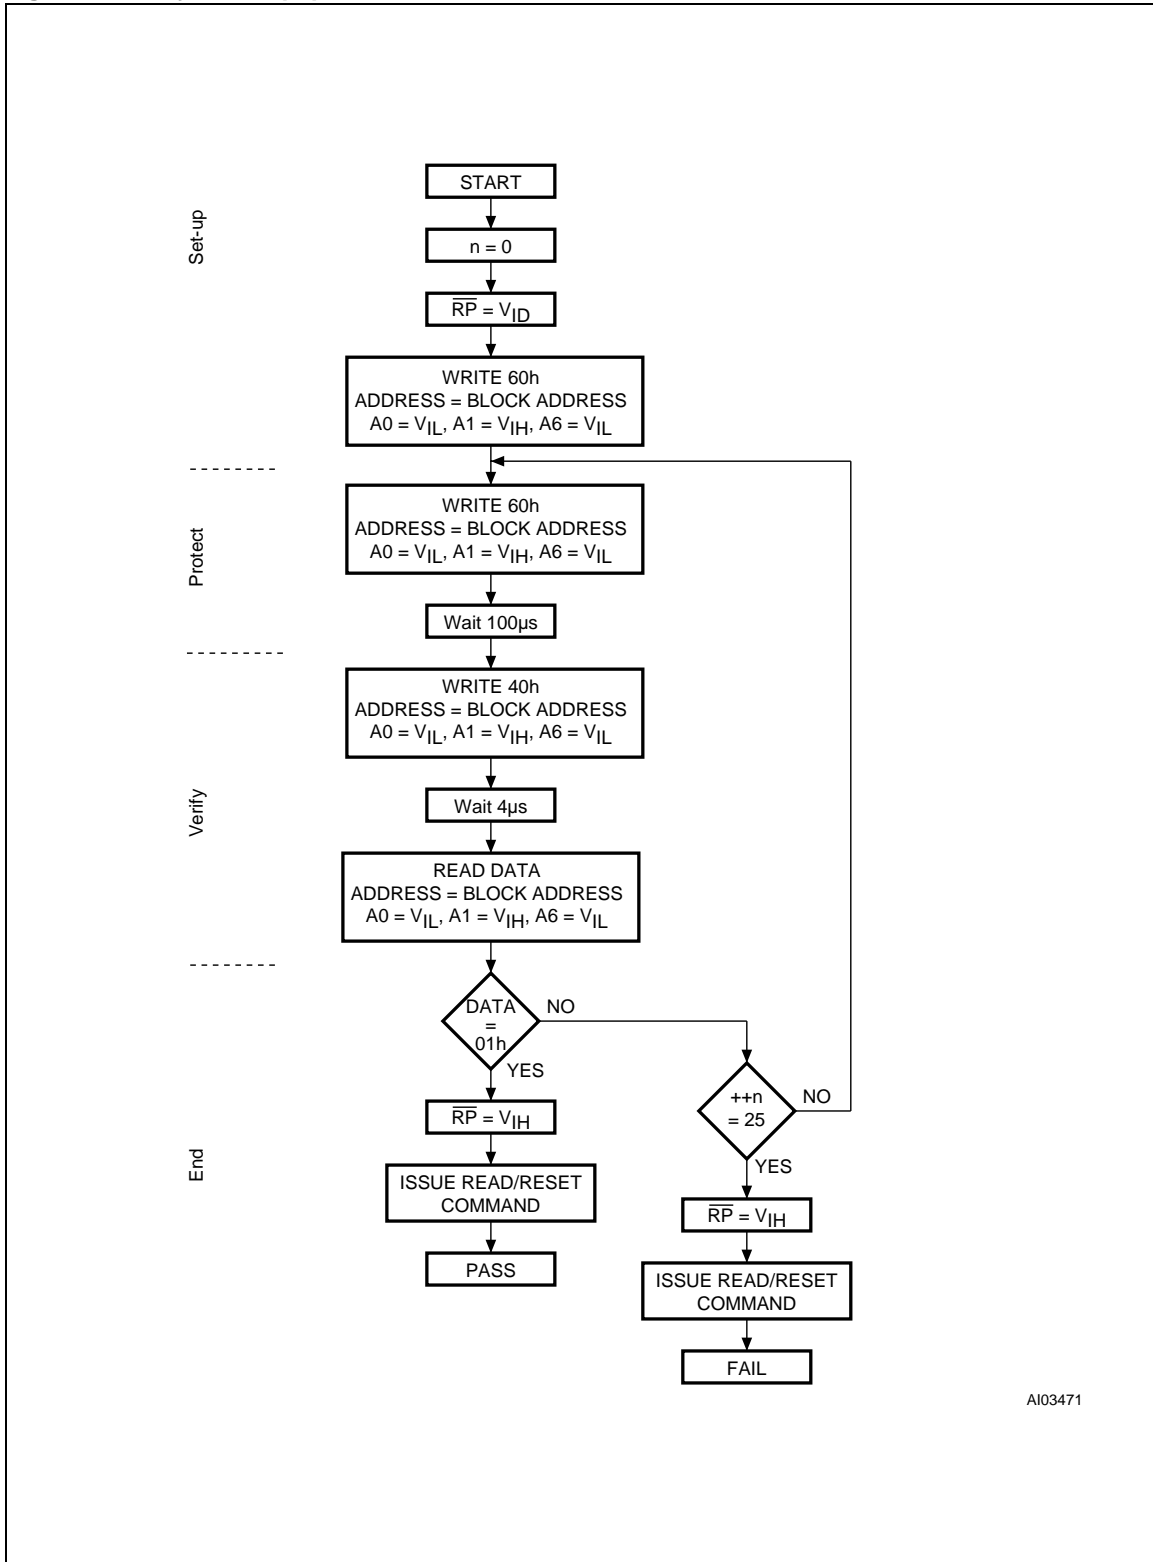 START
Set-up
n = 0
RP = VID
WRITE 60h
ADDRESS = BLOCK ADDRESS
A0 = VIL, A1 = VIH, A6 = VIL
Protect
WRITE 60h
ADDRESS = BLOCK ADDRESS
A0 = VIL, A1 = VIH, A6 = VIL
Wait 100µs
Verify
WRITE 40h
ADDRESS = BLOCK ADDRESS
A0 = VIL, A1 = VIH, A6 = VIL
Wait 4µs
READ DATA
ADDRESS = BLOCK ADDRESS
A0 = VIL, A1 = VIH, A6 = VIL
End
DATA
=
01h
NO
YES
++n
= 25
NO
YES
RP = VIH
ISSUE READ/RESET
COMMAND
PASS
RP = VIH
ISSUE READ/RESET
COMMAND
FAIL
AI03471